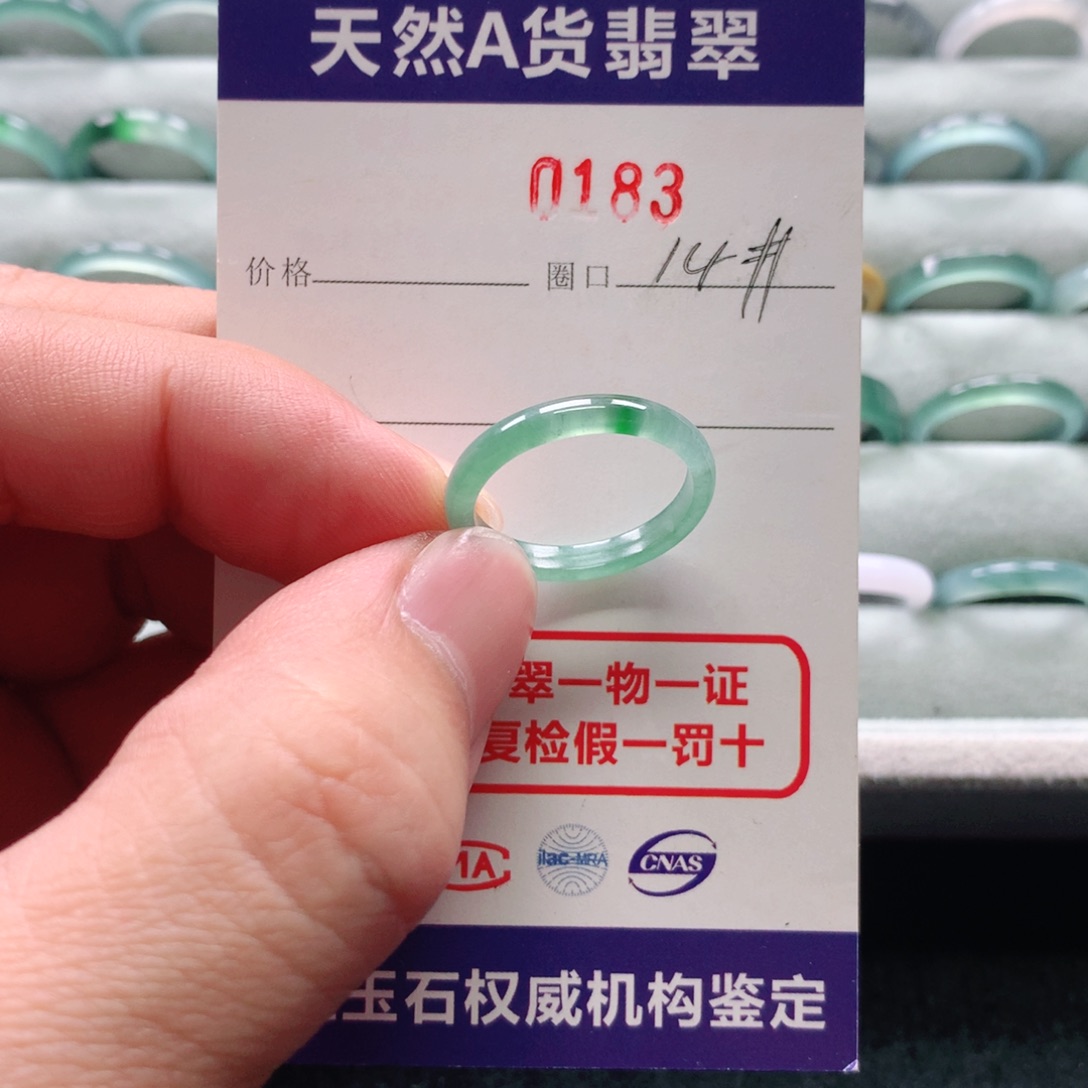 天然A货翡翠
0183
价格 圈口 14#
翠一物一证
复检假一罚十
MA ilac-MRA CNAS
玉石权威机构鉴定